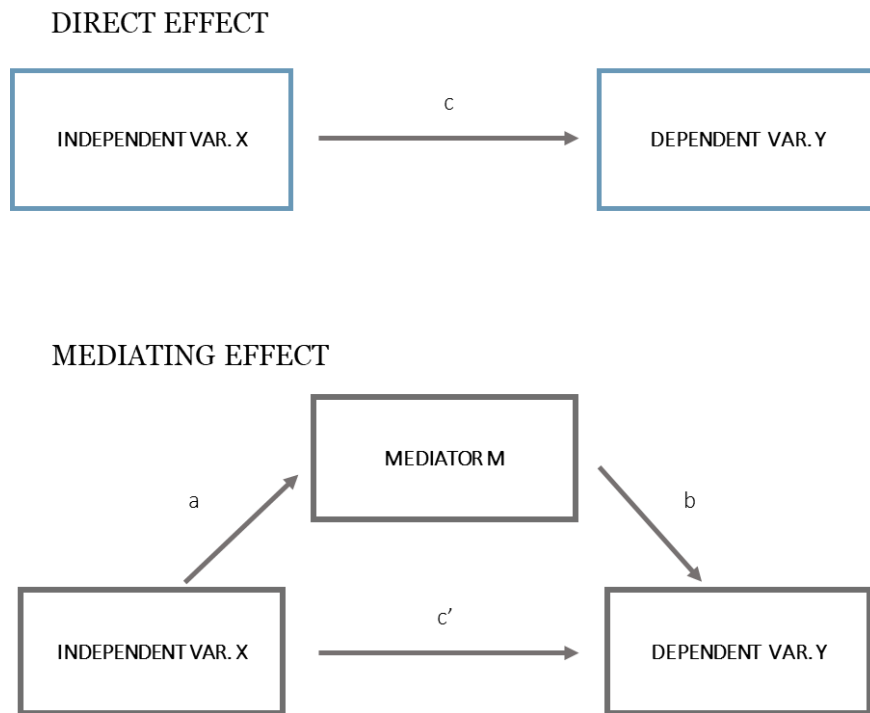 DIRECT EFFECT
c
INDEPENDENT VAR. X
DEPENDENT VAR. Y
MEDIATING EFFECT
MEDIATOR M
a
b
c’
INDEPENDENT VAR. X
DEPENDENT VAR. Y